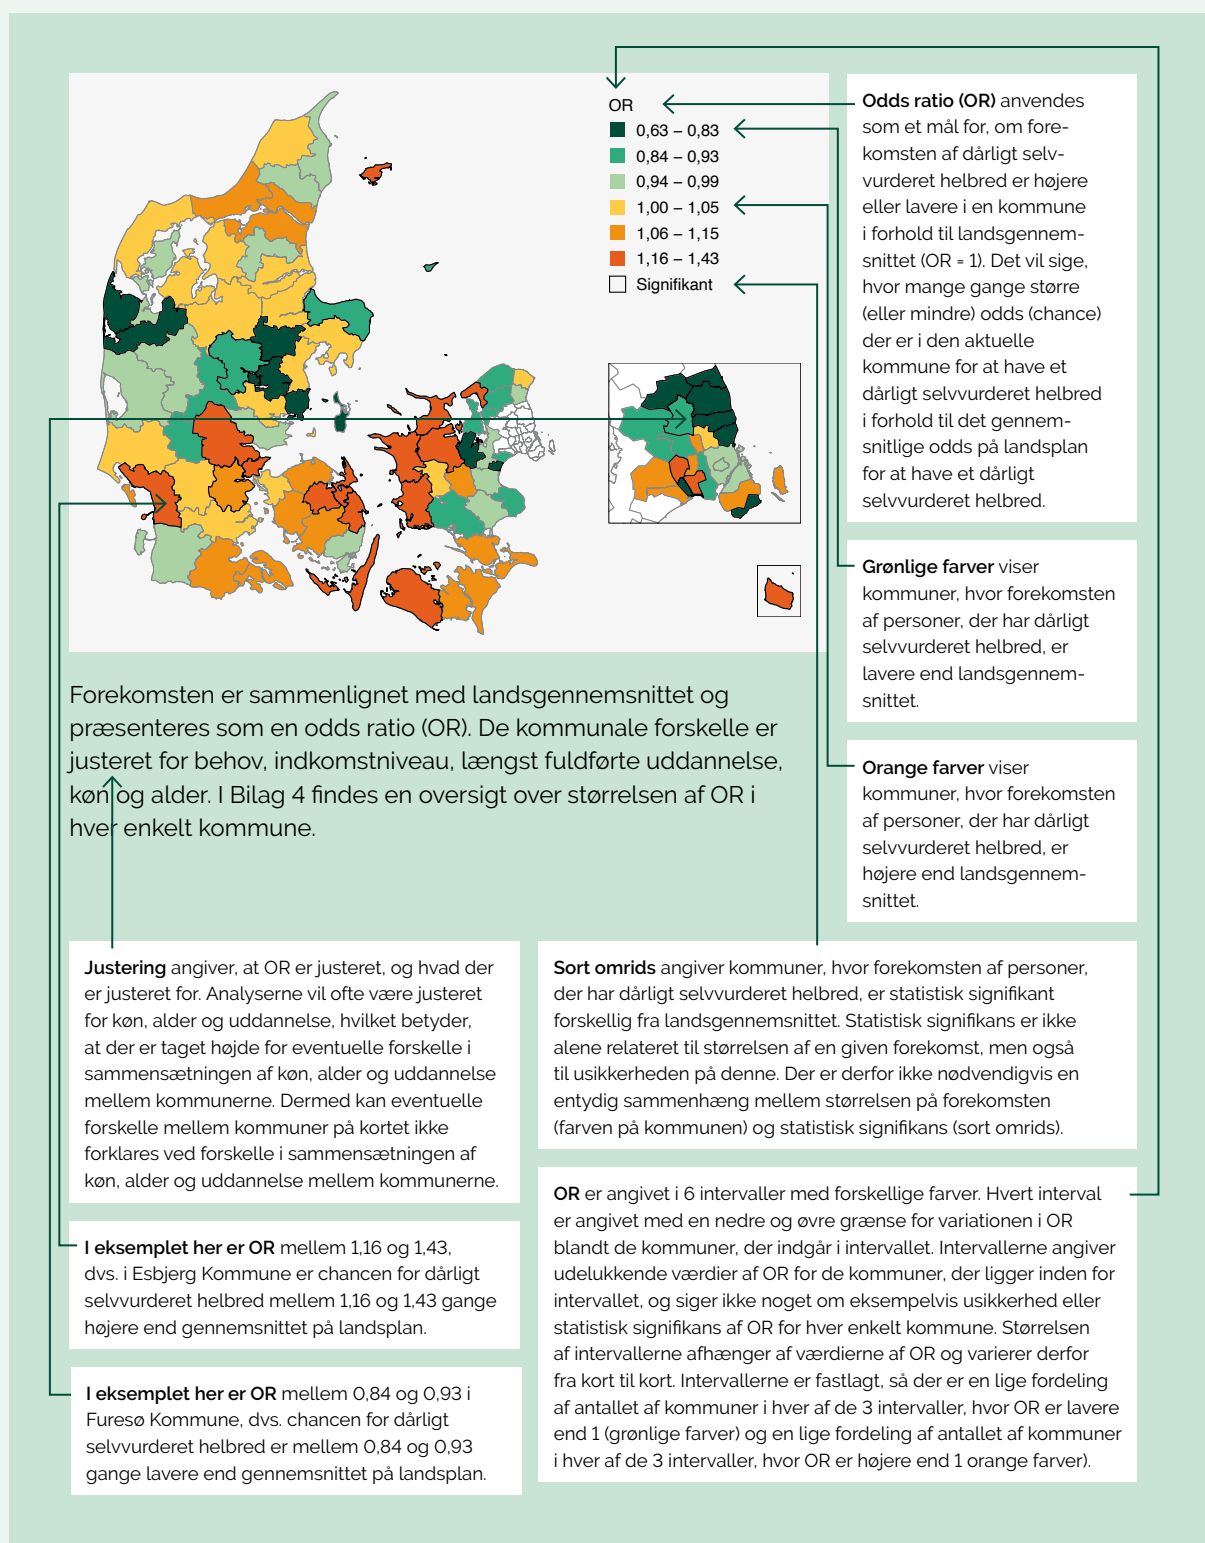 OR
0,63 – 0,83
0,84 – 0,93
0,94 – 0,99
1,00 – 1,05
1,06 – 1,15
1,16 – 1,43
Signifikant
Odds ratio (OR) anvendes
som et mål for, om fore-
komsten af dårligt selv-
vurderet helbred er højere
eller lavere i en kommune
i forhold til landsgennem-
snittet (OR = 1). Det vil sige,
hvor mange gange større
(eller mindre) odds (chance)
der er i den aktuelle
kommune for at have et
dårligt selvvurderet helbred
i forhold til det gennem-
snitlige odds på landsplan
for at have et dårligt
selvvurderet helbred.
Grønlige farver viser
kommuner, hvor forekomsten
af personer, der har dårligt
selvvurderet helbred, er
lavere end landsgennem-
snittet.
Orange farver viser
kommuner, hvor forekomsten
af personer, der har dårligt
selvvurderet helbred, er
højere end landsgennem-
snittet.
Forekomsten er sammenlignet med landsgennemsnittet og
præsenteres som en odds ratio (OR). De kommunale forskelle er
justeret for behov, indkomstniveau, længst fuldførte uddannelse,
køn og alder. I Bilag 4 findes en oversigt over størrelsen af OR i
hver enkelt kommune.
Justering angiver, at OR er justeret, og hvad der
er justeret for. Analyserne vil ofte være justeret
for køn, alder og uddannelse, hvilket betyder,
at der er taget højde for eventuelle forskelle i
sammensætningen af køn, alder og uddannelse
mellem kommunerne. Dermed kan eventuelle
forskelle mellem kommuner på kortet ikke
forklares ved forskelle i sammensætningen af
køn, alder og uddannelse mellem kommunerne.
I eksemplet her er OR mellem 1,16 og 1,43,
dvs. i Esbjerg Kommune er chancen for dårligt
selvvurderet helbred mellem 1,16 og 1,43 gange
højere end gennemsnittet på landsplan.
I eksemplet her er OR mellem 0,84 og 0,93 i
Furesø Kommune, dvs. chancen for dårligt
selvvurderet helbred er mellem 0,84 og 0,93
gange lavere end gennemsnittet på landsplan.
Sort omrids angiver kommuner, hvor forekomsten af personer,
der har dårligt selvvurderet helbred, er statistisk signifikant
forskellig fra landsgennemsnittet. Statistisk signifikans er ikke
alene relateret til størrelsen af en given forekomst, men også
til usikkerheden på denne. Der er derfor ikke nødvendigvis en
entydig sammenhæng mellem størrelsen på forekomsten
(farven på kommunen) og statistisk signifikans (sort omrids).
OR er angivet i 6 intervaller med forskellige farver. Hvert interval
er angivet med en nedre og øvre grænse for variationen i OR
blandt de kommuner, der indgår i intervallet. Intervallerne angiver
udelukkende værdier af OR for de kommuner, der ligger inden for
intervallet, og siger ikke noget om eksempelvis usikkerhed eller
statistisk signifikans af OR for hver enkelt kommune. Størrelsen
af intervallerne afhænger af værdierne af OR og varierer derfor
fra kort til kort. Intervallerne er fastlagt, så der er en lige fordeling
af antallet af kommuner i hver af de 3 intervaller, hvor OR er lavere
end 1 (grønlige farver) og en lige fordeling af antallet af kommuner
i hver af de 3 intervaller, hvor OR er højere end 1 orange farver).